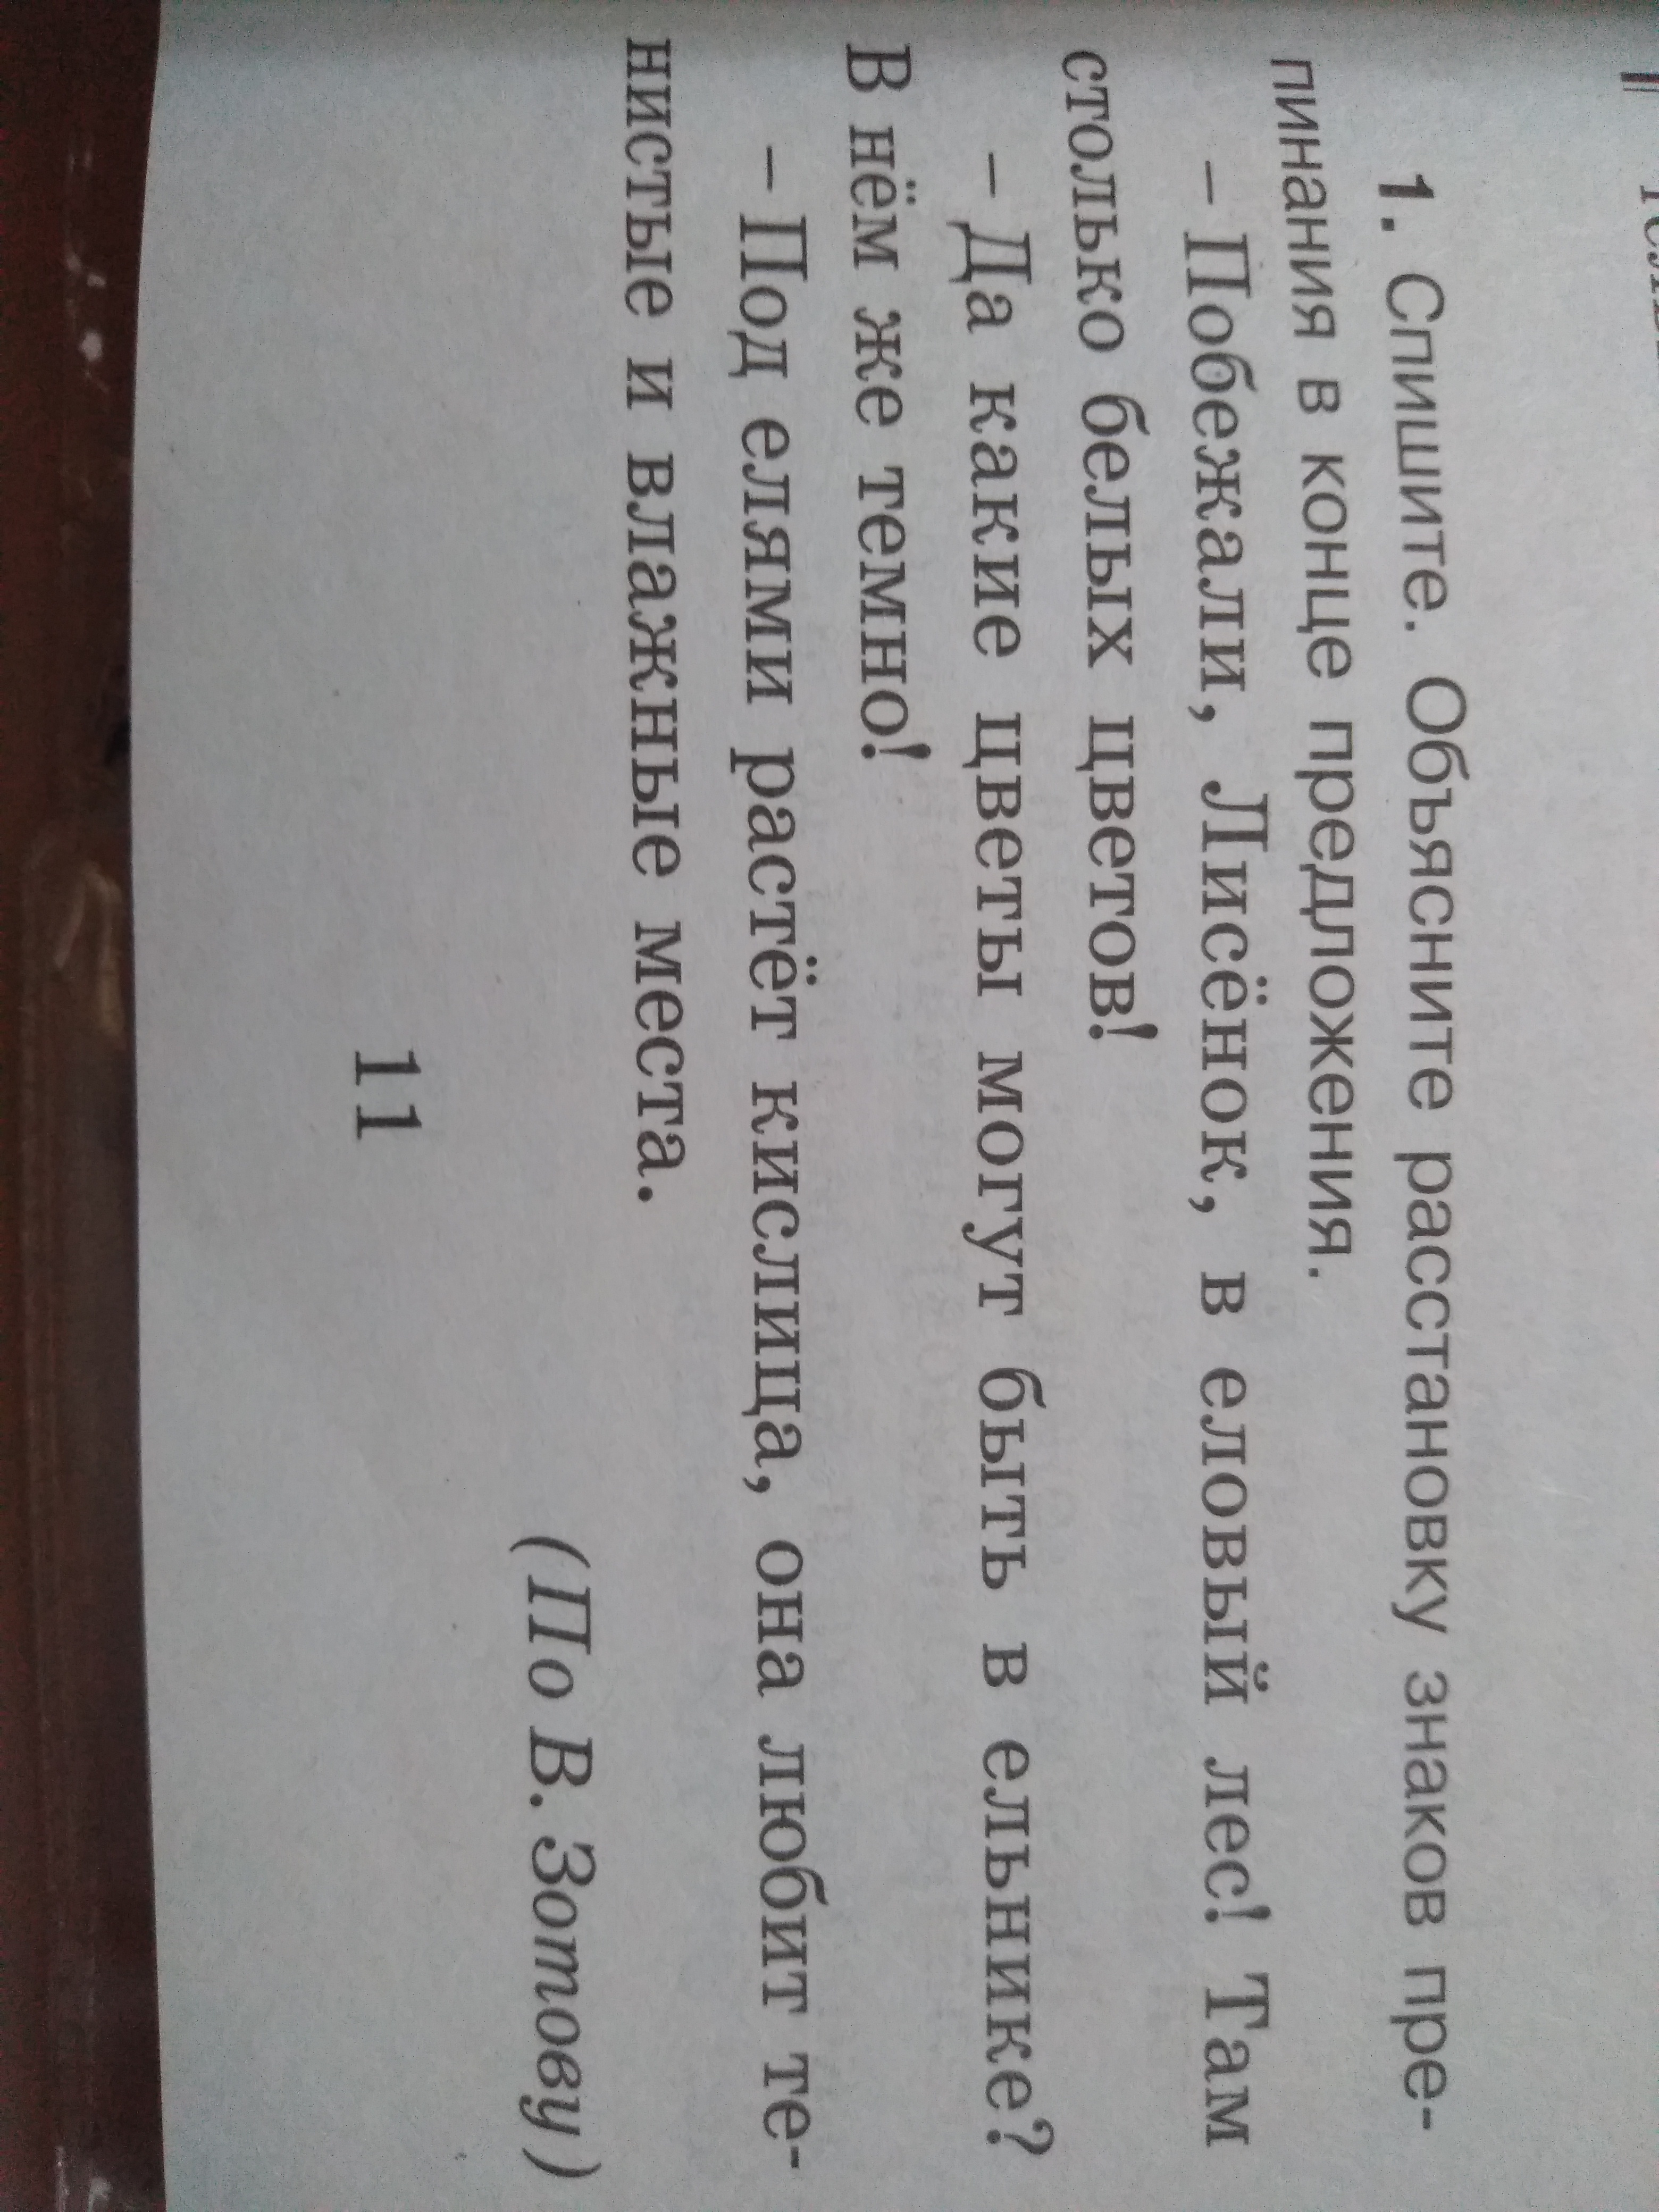 1. Спишите. Объясните расстановку знаков пре-
пинания в конце предложения.
– Побежали, Лисёнок, в еловый лес! Там
столько белых цветов!
– Да какие цветы могут быть в ельнике?
В нём же темно!
– Под елями растёт кислица, она любит те-
нистые и влажные места.
(По В. Зотову)
11